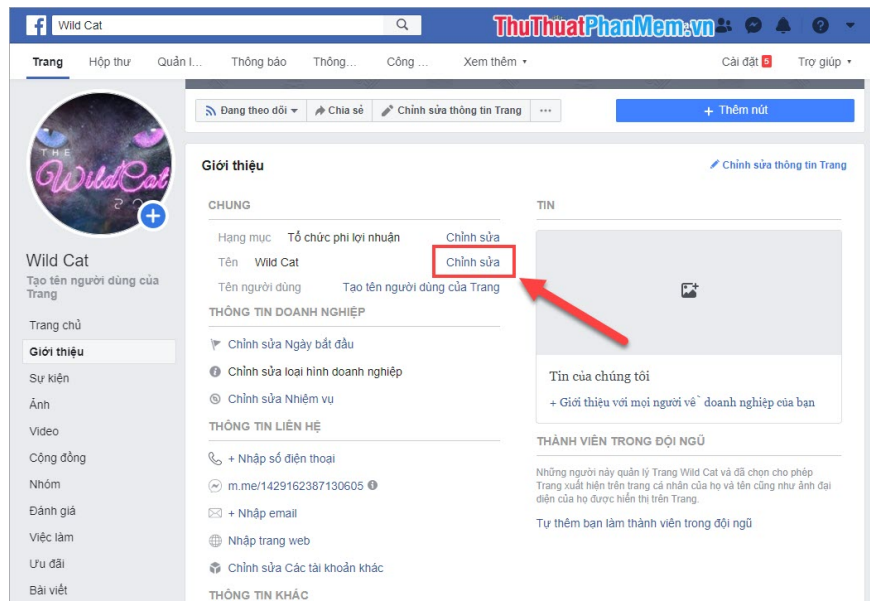 Wild Cat
ThuThuatPhanMem.vn
Trang Hộp thư Quản l... Thông báo Thông... Công ... Xem thêm Cài đặt 5 Trợ giúp
Đang theo dõi Chia sẻ Chỉnh sửa thông tin Trang ... + Thêm nút
THE
WildCat
Giới thiệu Chỉnh sửa thông tin Trang
CHUNG
Hạng mục Tổ chức phi lợi nhuận Chỉnh sửa
Tên Wild Cat Chỉnh sửa
Tên người dùng Tạo tên người dùng của Trang
THÔNG TIN DOANH NGHIỆP
Chỉnh sửa Ngày bắt đầu
Chỉnh sửa loại hình doanh nghiệp
Chỉnh sửa Nhiệm vụ
THÔNG TIN LIÊN HỆ
+ Nhập số điện thoại
m.me/1429162387130605
+ Nhập email
Nhập trang web
Chỉnh sửa Các tài khoản khác
THÔNG TIN KHÁC
TIN
Tin của chúng tôi
+ Giới thiệu với mọi người về doanh nghiệp của bạn
THÀNH VIÊN TRONG ĐỘI NGŨ
Những người này quản lý Trang Wild Cat và đã chọn cho phép
Trang xuất hiện trên trang cá nhân của họ và tên cũng như ảnh đại
diện của họ được hiển thị trên Trang.
Tự thêm bạn làm thành viên trong đội ngũ
Wild Cat
Tạo tên người dùng của
Trang
Trang chủ
Giới thiệu
Sự kiện
Ảnh
Video
Cộng đồng
Nhóm
Đánh giá
Việc làm
Ưu đãi
Bài viết